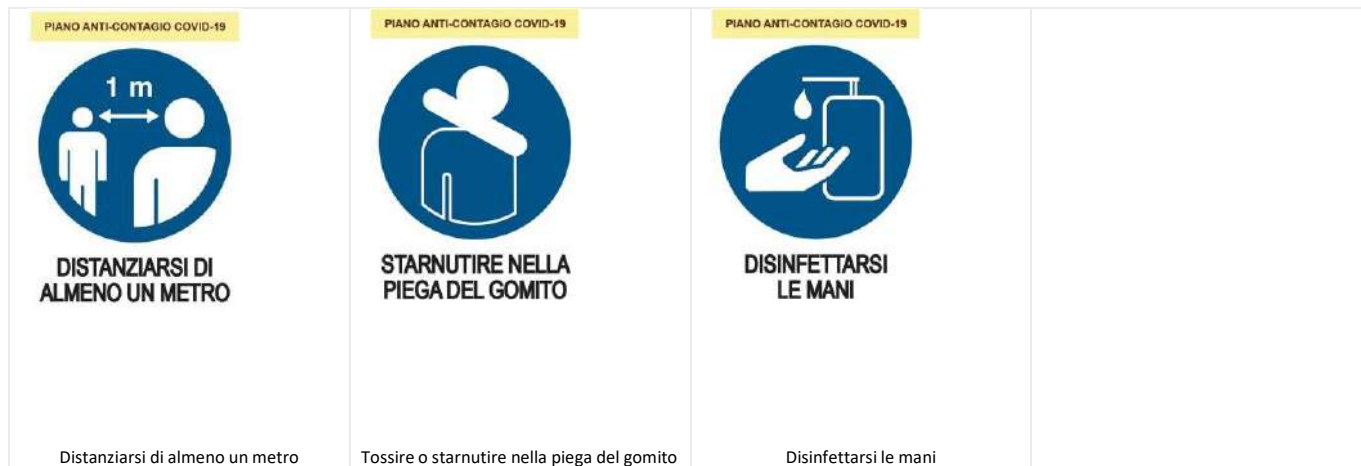 PIANO ANTI-CONTAGIO COVID-19
1 m
DISTANZIARSI DI
ALMENO UN METRO
Distanziarsi di almeno un metro
PIANO ANTI-CONTAGIO COVID-19
STARNUTIRE NELLA
PIEGA DEL GOMITO
Tossire o starnutire nella piega del gomito
PIANO ANTI-CONTAGIO COVID-19
DISINFETTARSI
LE MANI
Disinfettarsi le mani